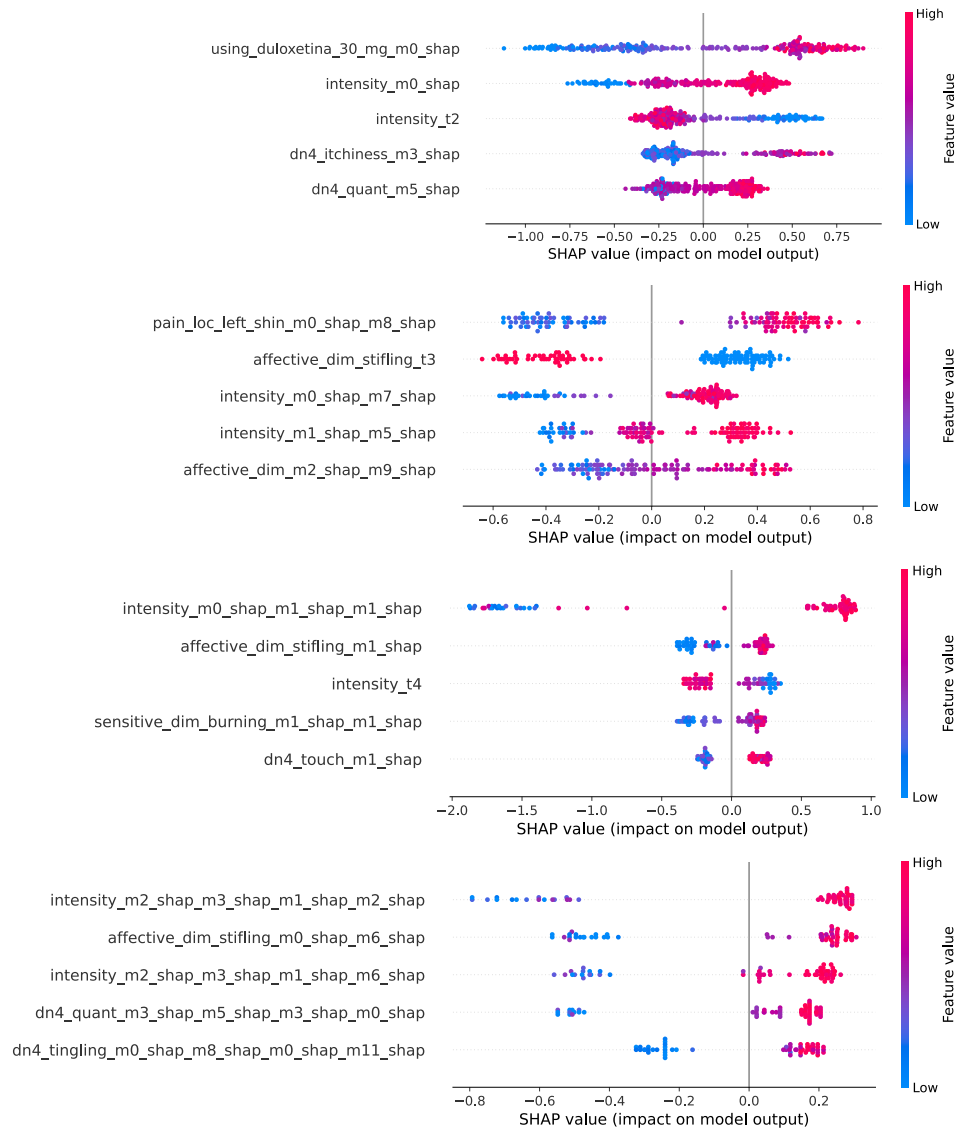 High
using_duloxetina_30_mg_m0_shap
intensity_m0_shap
intensity_t2
dn4_itchiness_m3_shap
dn4_quant_m5_shap
Feature value
Low
−1.00 −0.75 −0.50 −0.25 0.00 0.25 0.50 0.75
SHAP value (impact on model output)
High
pain_loc_left_shin_m0_shap_m8_shap
affective_dim_stifling_t3
intensity_m0_shap_m7_shap
intensity_m1_shap_m5_shap
affective_dim_m2_shap_m9_shap
Feature value
Low
−0.6 −0.4 −0.2 0.0 0.2 0.4 0.6 0.8
SHAP value (impact on model output)
High
intensity_m0_shap_m1_shap_m1_shap
affective_dim_stifling_m1_shap
intensity_t4
sensitive_dim_burning_m1_shap_m1_shap
dn4_touch_m1_shap
Feature value
Low
−2.0 −1.5 −1.0 −0.5 0.0 0.5 1.0
SHAP value (impact on model output)
High
intensity_m2_shap_m3_shap_m1_shap_m2_shap
affective_dim_stifling_m0_shap_m6_shap
intensity_m2_shap_m3_shap_m1_shap_m6_shap
dn4_quant_m3_shap_m5_shap_m3_shap_m0_shap
dn4_tingling_m0_shap_m8_shap_m0_shap_m11_shap
Feature value
Low
−0.8 −0.6 −0.4 −0.2 0.0 0.2
SHAP value (impact on model output)